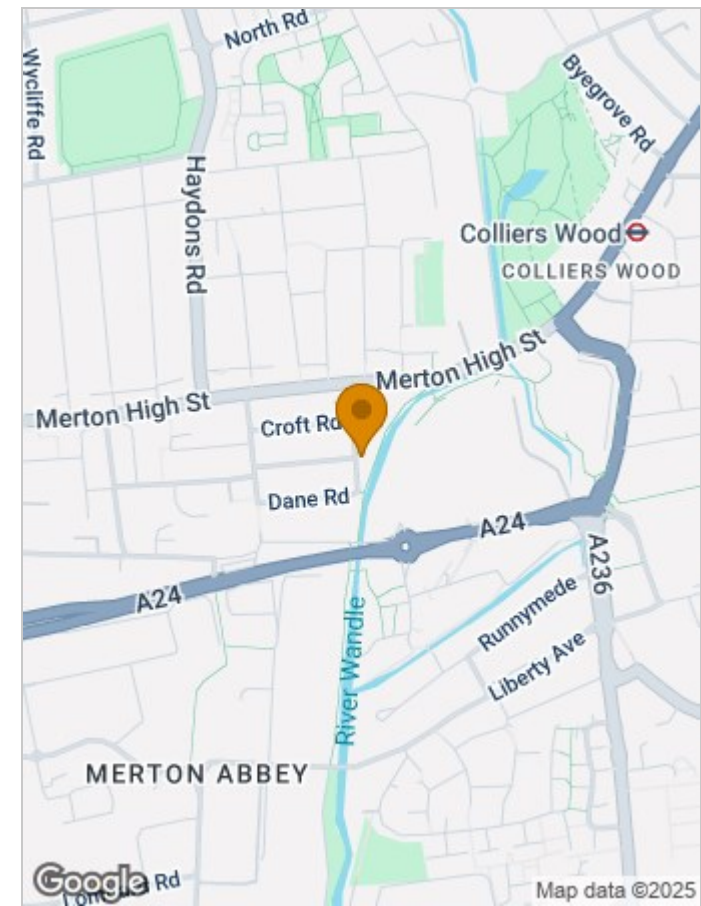 North Rd
Wycliffe Rd
Byegrove Rd
Haydons Rd
Colliers Wood
COLLIERS WOOD
Merton High St
Merton High St
Croft Rd
Dane Rd
A24
A24
A236
Runnymede
Liberty Ave
River Wandle
MERTON ABBEY
Rd
Google
Map data ©2025